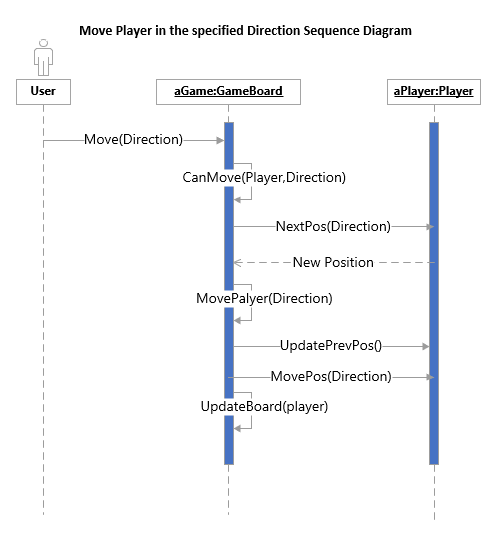 Move Player in the specified Direction Sequence Diagram
User
aGame:GameBoard
aPlayer:Player
Move(Direction)
CanMove(Player,Direction)
NextPos(Direction)
New Position
MovePalyer(Direction)
UpdatePrevPos()
MovePos(Direction)
UpdateBoard(player)